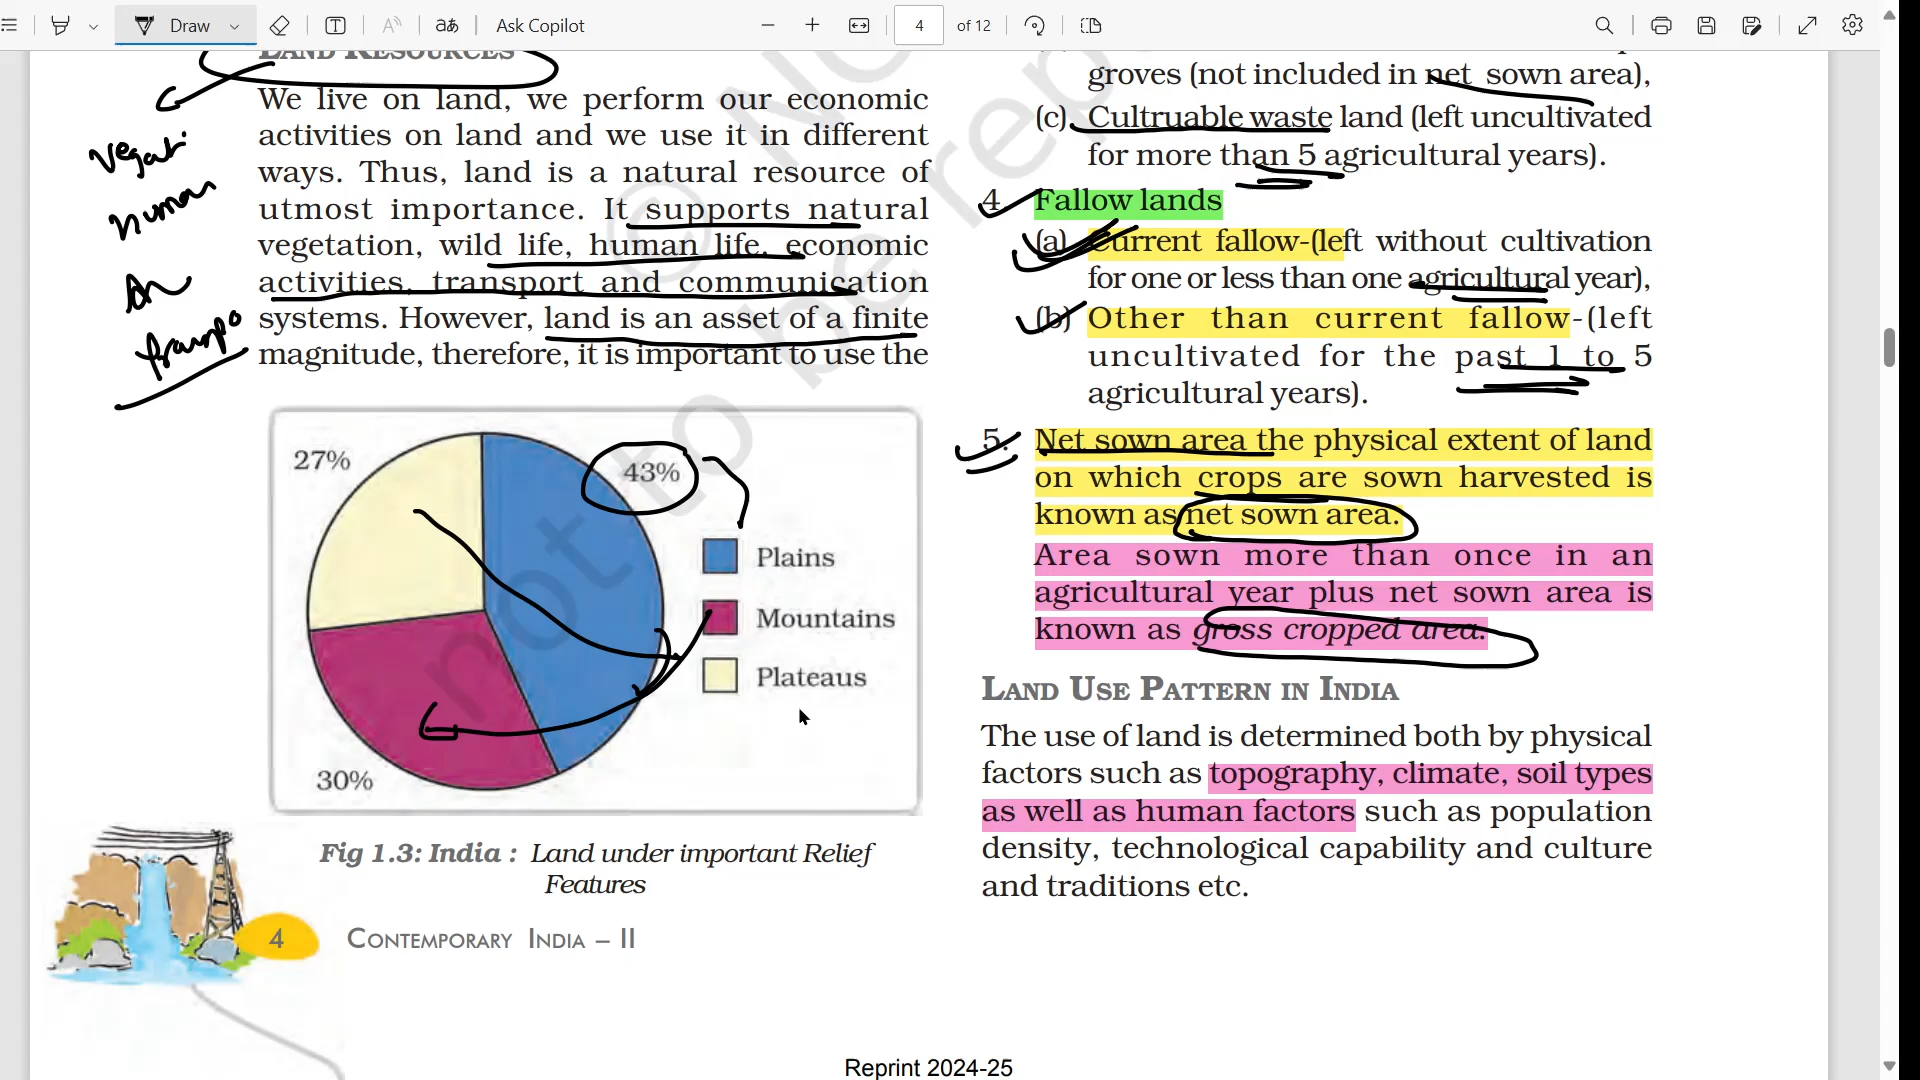 Draw
aあ
Ask Copilot
4
of 12
LAND RESOURCES
We live on land, we perform our economic
activities on land and we use it in different
ways. Thus, land is a natural resource of
utmost importance. It supports natural
vegetation, wild life, human life, economic
activities, transport and communication
systems. However, land is an asset of a finite
magnitude, therefore, it is important to use the
vegat
human
transpo
27%
43%
30%
Plains
Mountains
Plateaus
Fig 1.3: India : Land under important Relief
Features
4
CONTEMPORARY INDIA – II
groves (not included in net sown area),
(c) Cultruable waste land (left uncultivated
for more than 5 agricultural years).
4. Fallow lands
(a) Current fallow-(left without cultivation
for one or less than one agricultural year),
(b) Other than current fallow-(left
uncultivated for the past 1 to 5
agricultural years).
5. Net sown area the physical extent of land
on which crops are sown harvested is
known as net sown area.
Area sown more than once in an
agricultural year plus net sown area is
known as gross cropped area.
LAND USE PATTERN IN INDIA
The use of land is determined both by physical
factors such as topography, climate, soil types
as well as human factors such as population
density, technological capability and culture
and traditions etc.
© NC
not to be rep
Reprint 2024-25